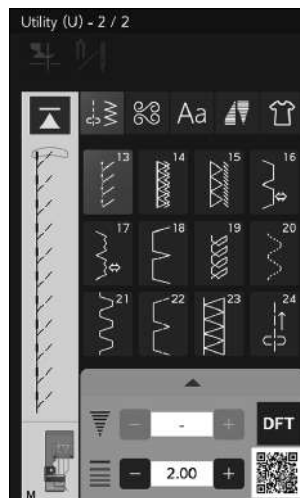 Utility (U) - 2 / 2
Aa
13 14 15 16
17 18 19 20
21 22 23 24
- - + DFT
- 2.00 +
M